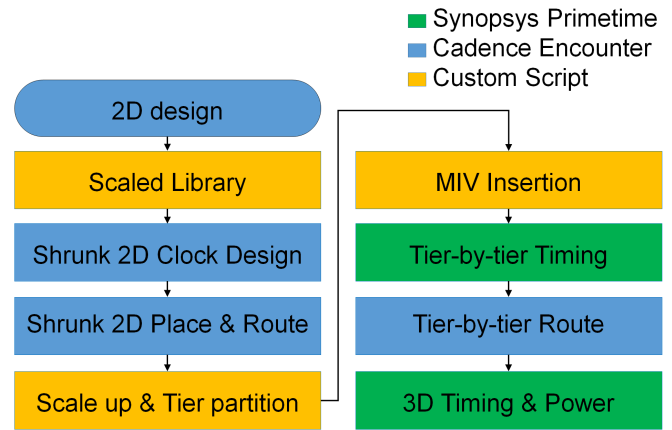 Synopsys Primetime
Cadence Encounter
Custom Script
2D design
Scaled Library
Shrunk 2D Clock Design
Shrunk 2D Place & Route
Scale up & Tier partition
MIV Insertion
Tier-by-tier Timing
Tier-by-tier Route
3D Timing & Power